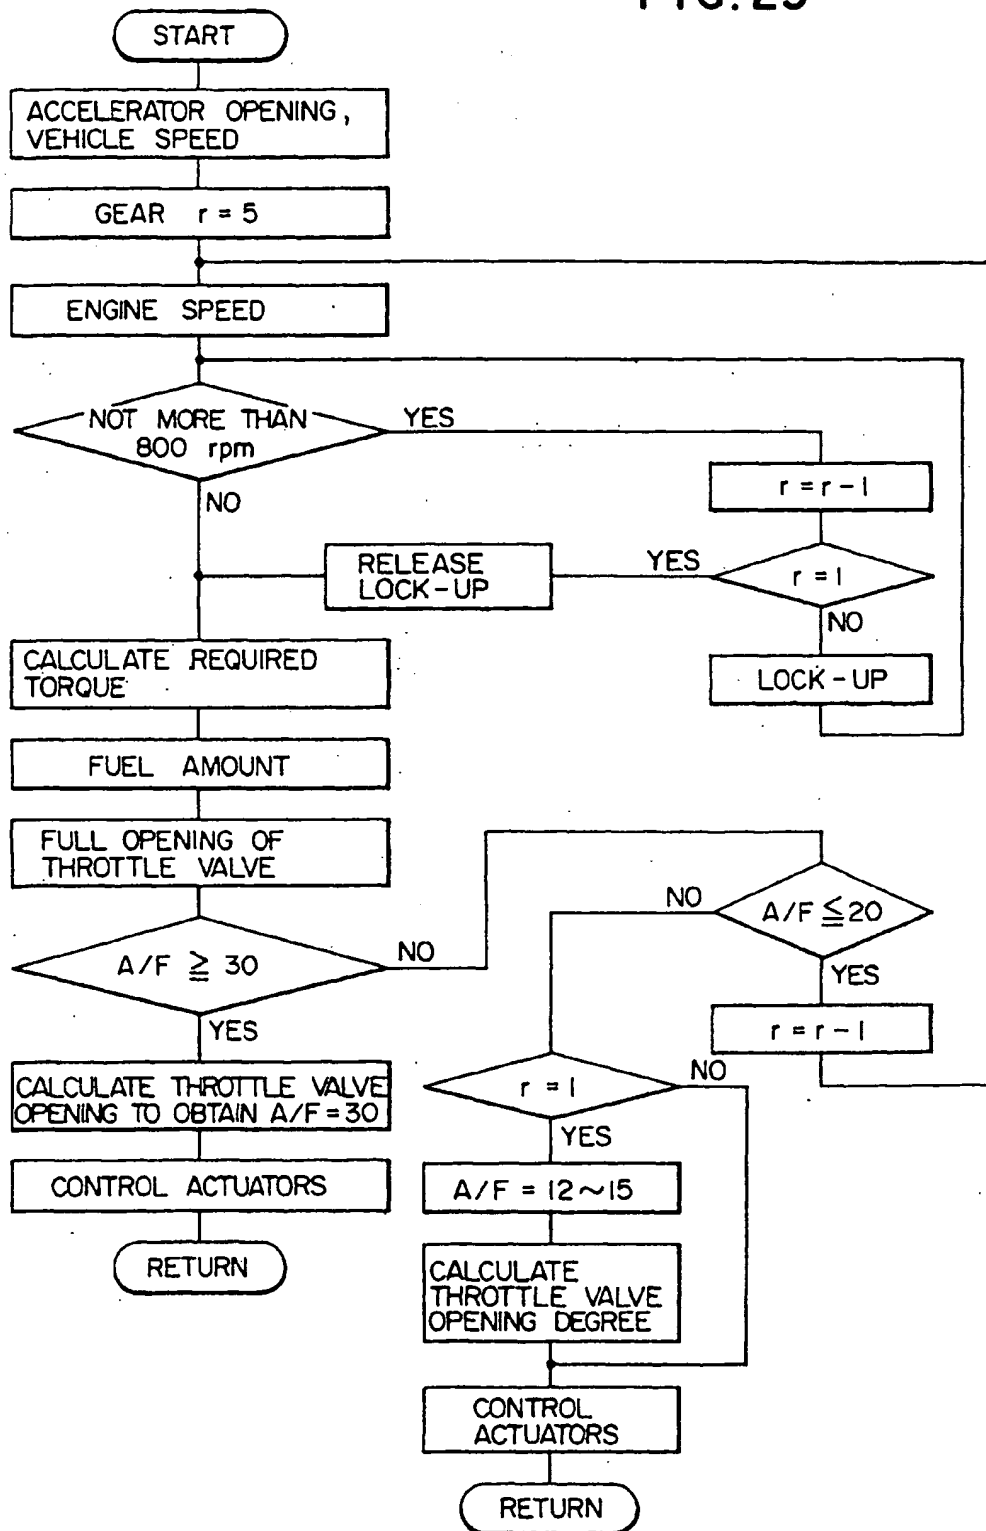 FIG. 25
START
ACCELERATOR OPENING,
VEHICLE SPEED
GEAR r = 5
ENGINE SPEED
NOT MORE THAN
800 rpm
YES
NO
r = r - 1
r = 1
YES
NO
RELEASE
LOCK-UP
LOCK-UP
CALCULATE REQUIRED
TORQUE
FUEL AMOUNT
FULL OPENING OF
THROTTLE VALVE
A/F ≧ 30
NO
YES
A/F ≦ 20
NO
YES
r = r - 1
CALCULATE THROTTLE VALVE
OPENING TO OBTAIN A/F = 30
CONTROL ACTUATORS
RETURN
r = 1
NO
YES
A/F = 12~15
CALCULATE
THROTTLE VALVE
OPENING DEGREE
CONTROL
ACTUATORS
RETURN